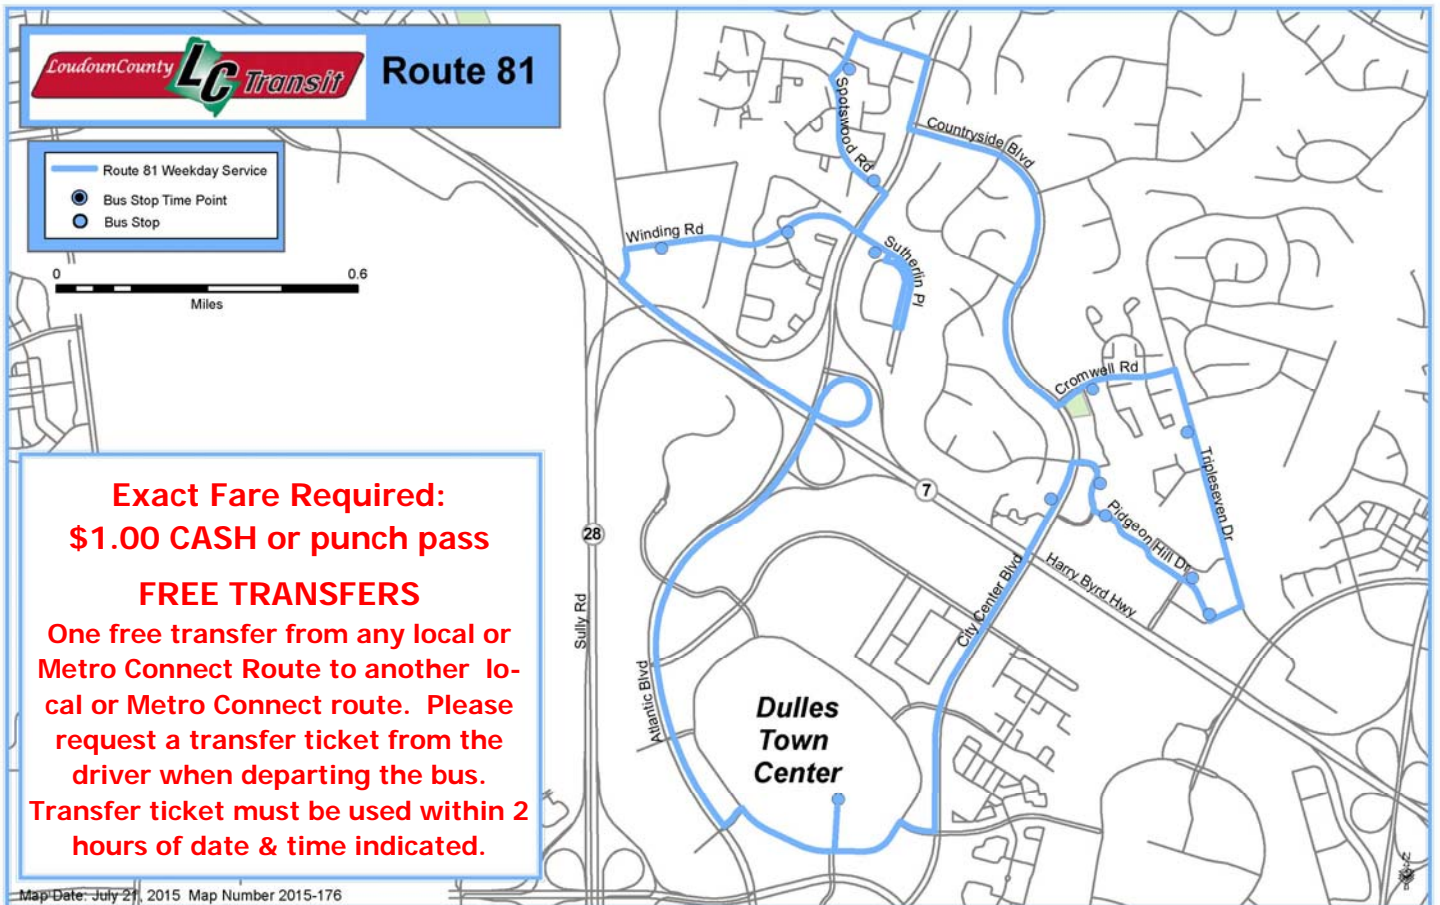 LoudounCounty LC Transit
Route 81
Route 81 Weekday Service
Bus Stop Time Point
Bus Stop
0 0.6
Miles
Spotswood Rd
Countryside Blvd
Winding Rd
Sutherlin Pl
Cromwell Rd
Tripleseven Dr
Pidgeon Hill Dr
7
28
Harry Byrd Hwy
City Center Blvd
Sully Rd
Atlantic Blvd
Dulles
Town
Center
Exact Fare Required:
$1.00 CASH or punch pass
FREE TRANSFERS
One free transfer from any local or
Metro Connect Route to another lo-
cal or Metro Connect route. Please
request a transfer ticket from the
driver when departing the bus.
Transfer ticket must be used within 2
hours of date & time indicated.
Map Date: July 21, 2015 Map Number 2015-176